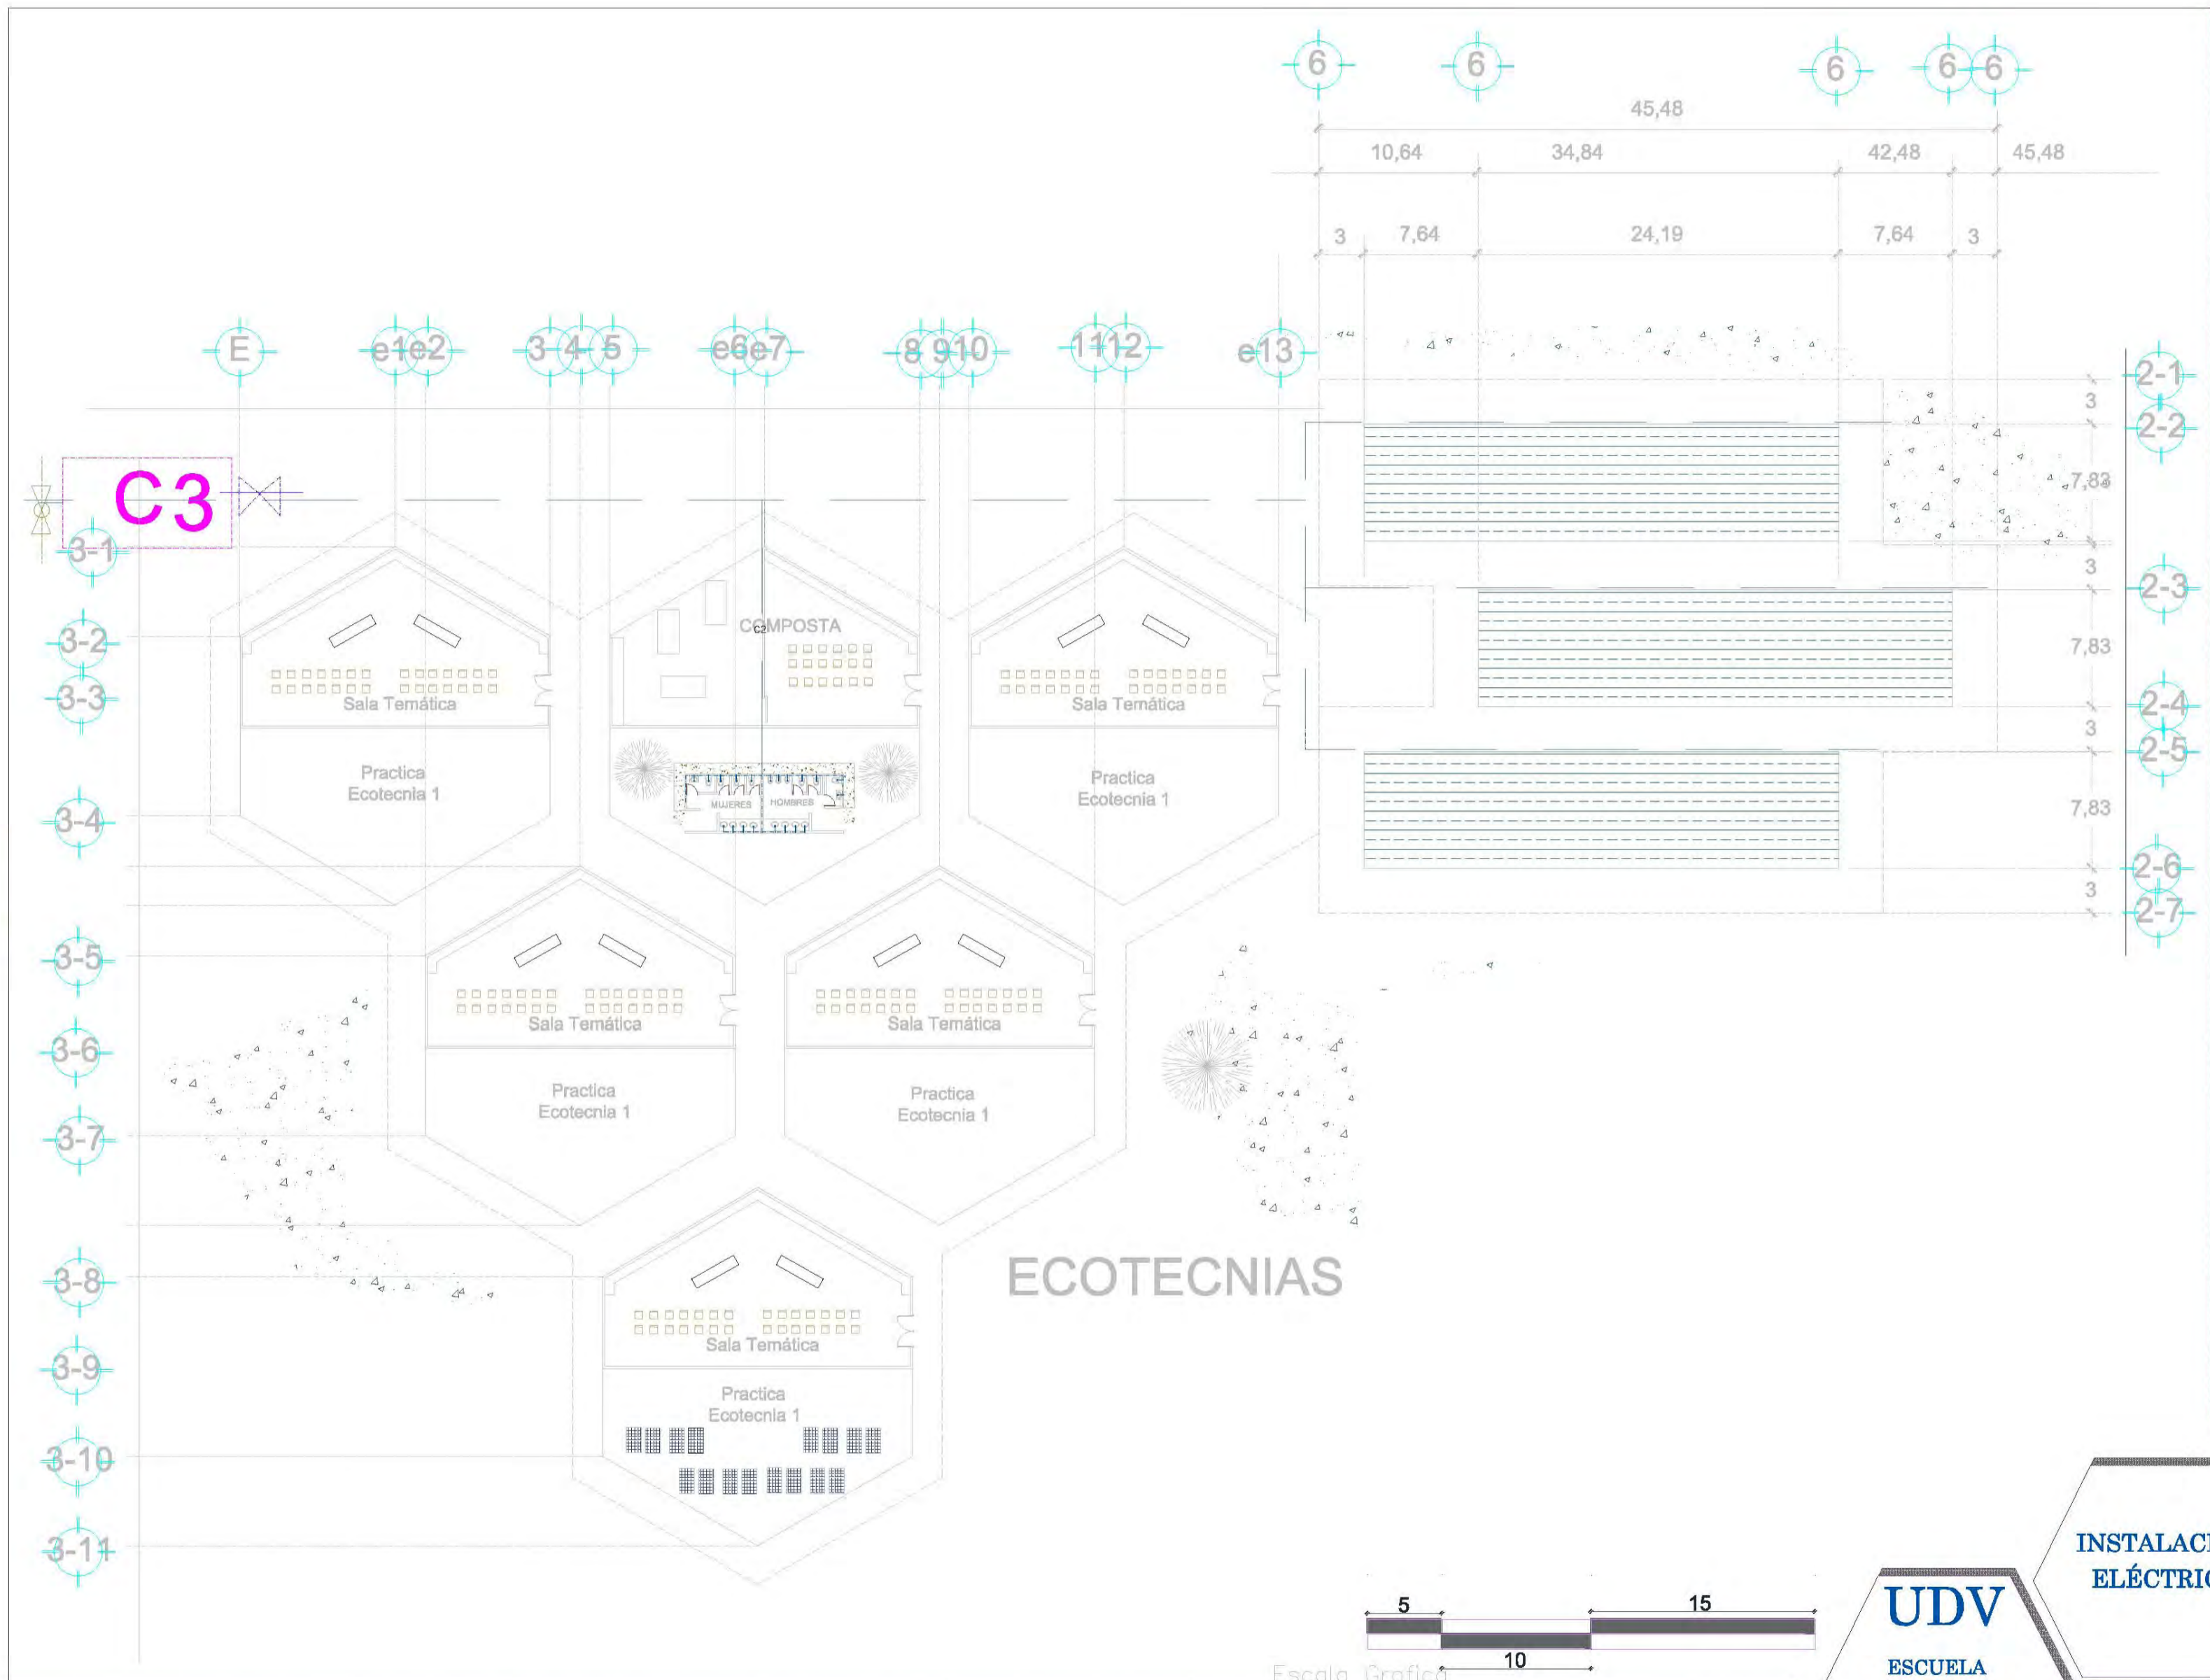 6 6 6 6 6
45,48
10,64 34,84 42,48 45,48
3 7,64 24,19 7,64 3
E e1 e2 3 4 5 e6 e7 8 9 10 11 12 e13
2-1
3
2-2
C3
7,83
3-1
3
2-3
COMPOSTA
C2
3-2
7,83
3-3
Sala Temática
Sala Temática
2-4
3
2-5
Practica
Ecotecnia 1
Practica
Ecotecnia 1
MUJERES HOMBRES
3-4
7,83
2-6
3
2-7
3-5
Sala Temática
Sala Temática
3-6
Practica
Ecotecnia 1
Practica
Ecotecnia 1
3-7
ECOTECNIAS
3-8
Sala Temática
3-9
Practica
Ecotecnia 1
3-10
3-11
INSTALACI
ELÉCTRIC
5 15
UDV
10
Escala Grafica
ESCUELA